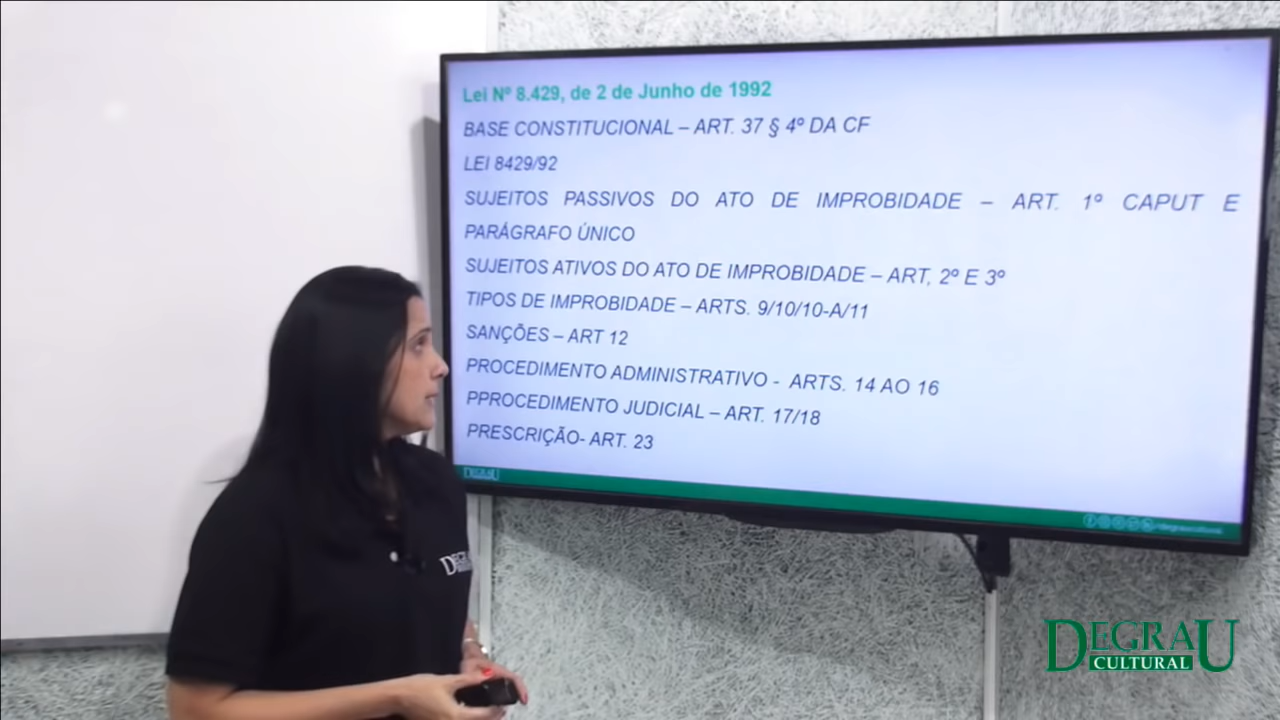 Lei Nº 8.429, de 2 de Junho de 1992
BASE CONSTITUCIONAL – ART. 37 § 4º DA CF
LEI 8429/92
SUJEITOS PASSIVOS DO ATO DE IMPROBIDADE – ART. 1º CAPUT E
PARÁGRAFO ÚNICO
SUJEITOS ATIVOS DO ATO DE IMPROBIDADE – ART, 2º E 3º
TIPOS DE IMPROBIDADE – ARTS. 9/10/10-A/11
SANÇÕES – ART 12
PROCEDIMENTO ADMINISTRATIVO - ARTS. 14 AO 16
PPROCEDIMENTO JUDICIAL – ART. 17/18
PRESCRIÇÃO- ART. 23
DEGRAU
DEGRAU
CULTURAL